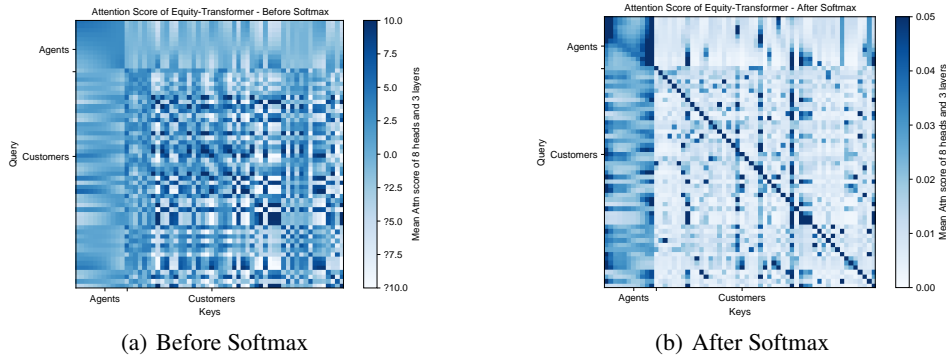 Attention Score of Equity-Transformer - Before Softmax
Agents
Customers
Query
Agents
Customers
Keys
10.0
7.5
5.0
2.5
0.0
?2.5
?5.0
?7.5
?10.0
Mean Attn score of 8 heads and 3 layers
(a) Before Softmax
Attention Score of Equity-Transformer - After Softmax
Agents
Customers
Query
Agents
Customers
Keys
0.05
0.04
0.03
0.02
0.01
0.00
Mean Attn score of 8 heads and 3 layers
(b) After Softmax